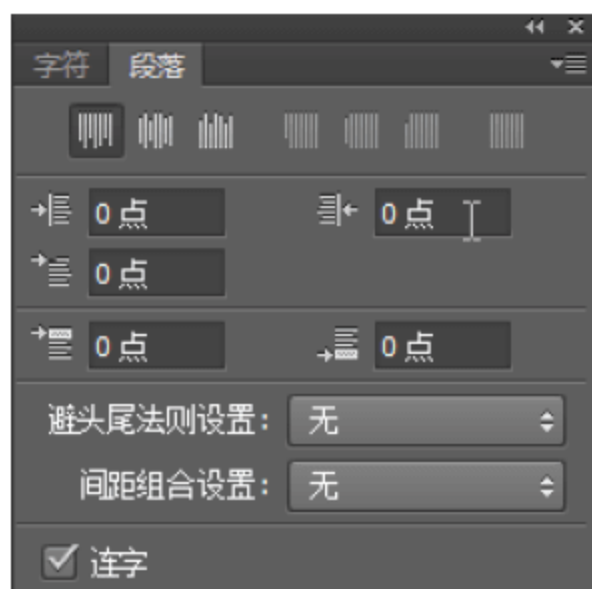 字符 段落
0 点 0 点
0 点
0 点 0 点
避头尾法则设置： 无
间距组合设置： 无
连字